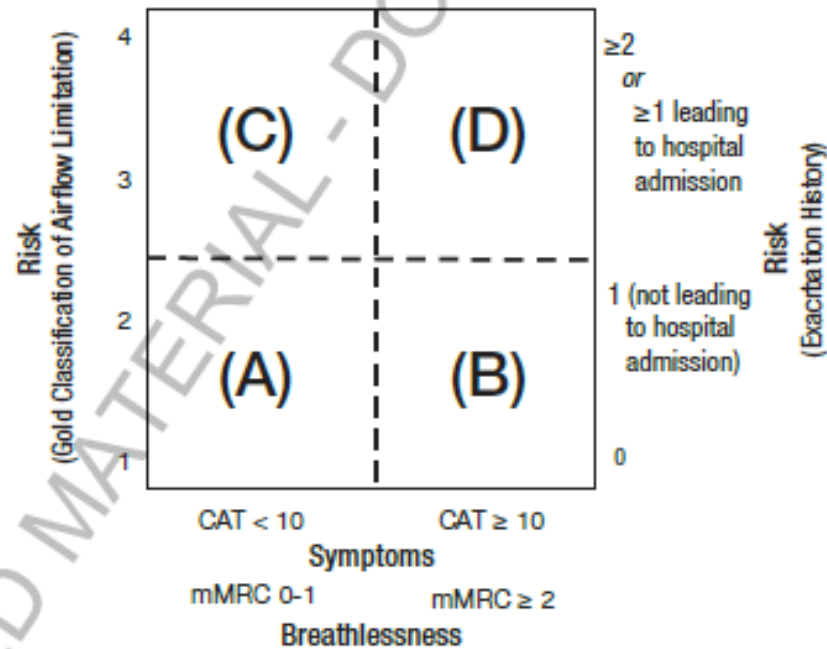 Risk
(Gold Classification of Airflow Limitation)
4
3
2
1
(C)
(D)
(A)
(B)
≥2
or
≥1 leading
to hospital
admission
1 (not leading
to hospital
admission)
0
Risk
(Exacrbation History)
CAT < 10
CAT ≥ 10
Symptoms
mMRC 0-1
mMRC ≥ 2
Breathlessness
MATERIAL - DO